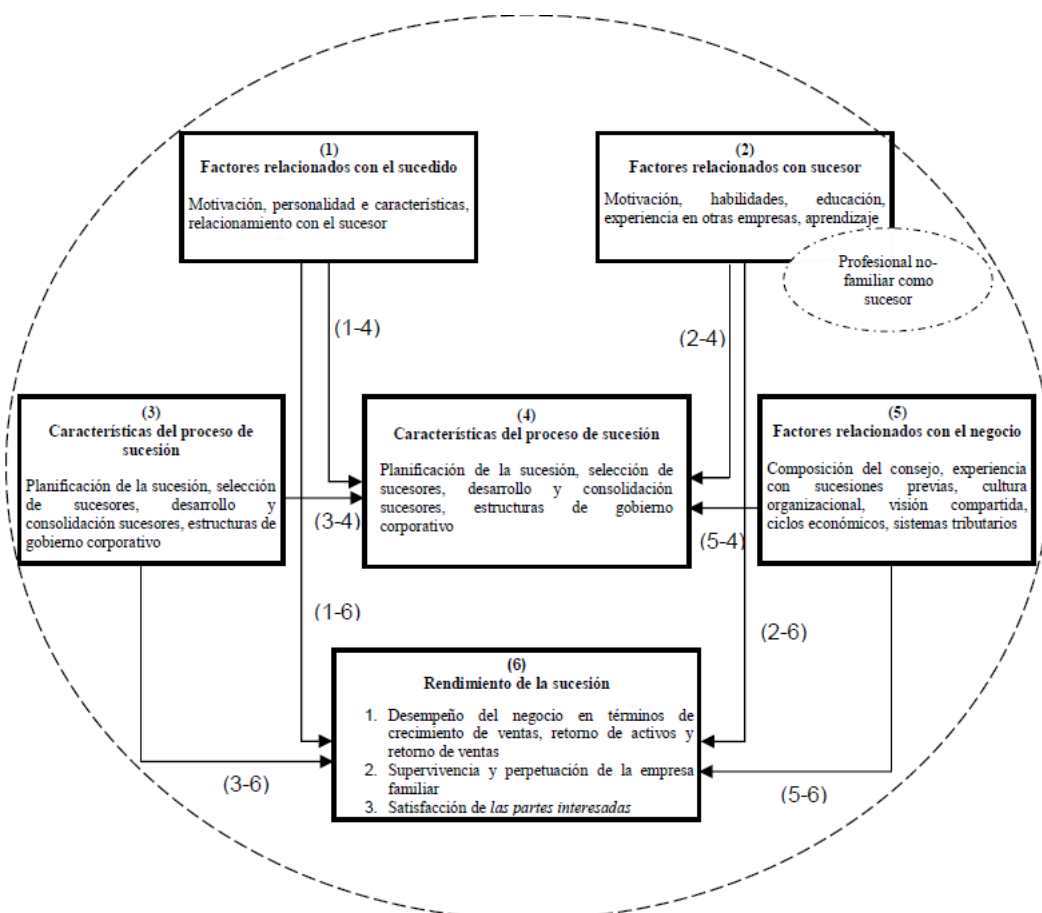 (1)
Factores relacionados con el sucedido
Motivación, personalidad e características,
relacionamiento con el sucesor
(2)
Factores relacionados con sucesor
Motivación, habilidades, educación,
experiencia en otras empresas, aprendizaje
Profesional no-
familiar como
sucesor
(1-4)
(2-4)
(3)
Características del proceso de
sucesión
Planificación de la sucesión, selección
de sucesores, desarrollo y
consolidación sucesores, estructuras de
gobierno corporativo
(4)
Características del proceso de sucesión
Planificación de la sucesión, selección de
sucesores, desarrollo y consolidación
sucesores, estructuras de gobierno
corporativo
(5)
Factores relacionados con el negocio
Composición del consejo, experiencia
con sucesiones previas, cultura
organizacional, visión compartida,
ciclos económicos, sistemas tributarios
(3-4)
(5-4)
(1-6)
(2-6)
(6)
Rendimiento de la sucesión
1. Desempeño del negocio en términos de
crecimiento de ventas, retorno de activos y
retorno de ventas
2. Supervivencia y perpetuación de la empresa
familiar
3. Satisfacción de las partes interesadas
(3-6)
(5-6)